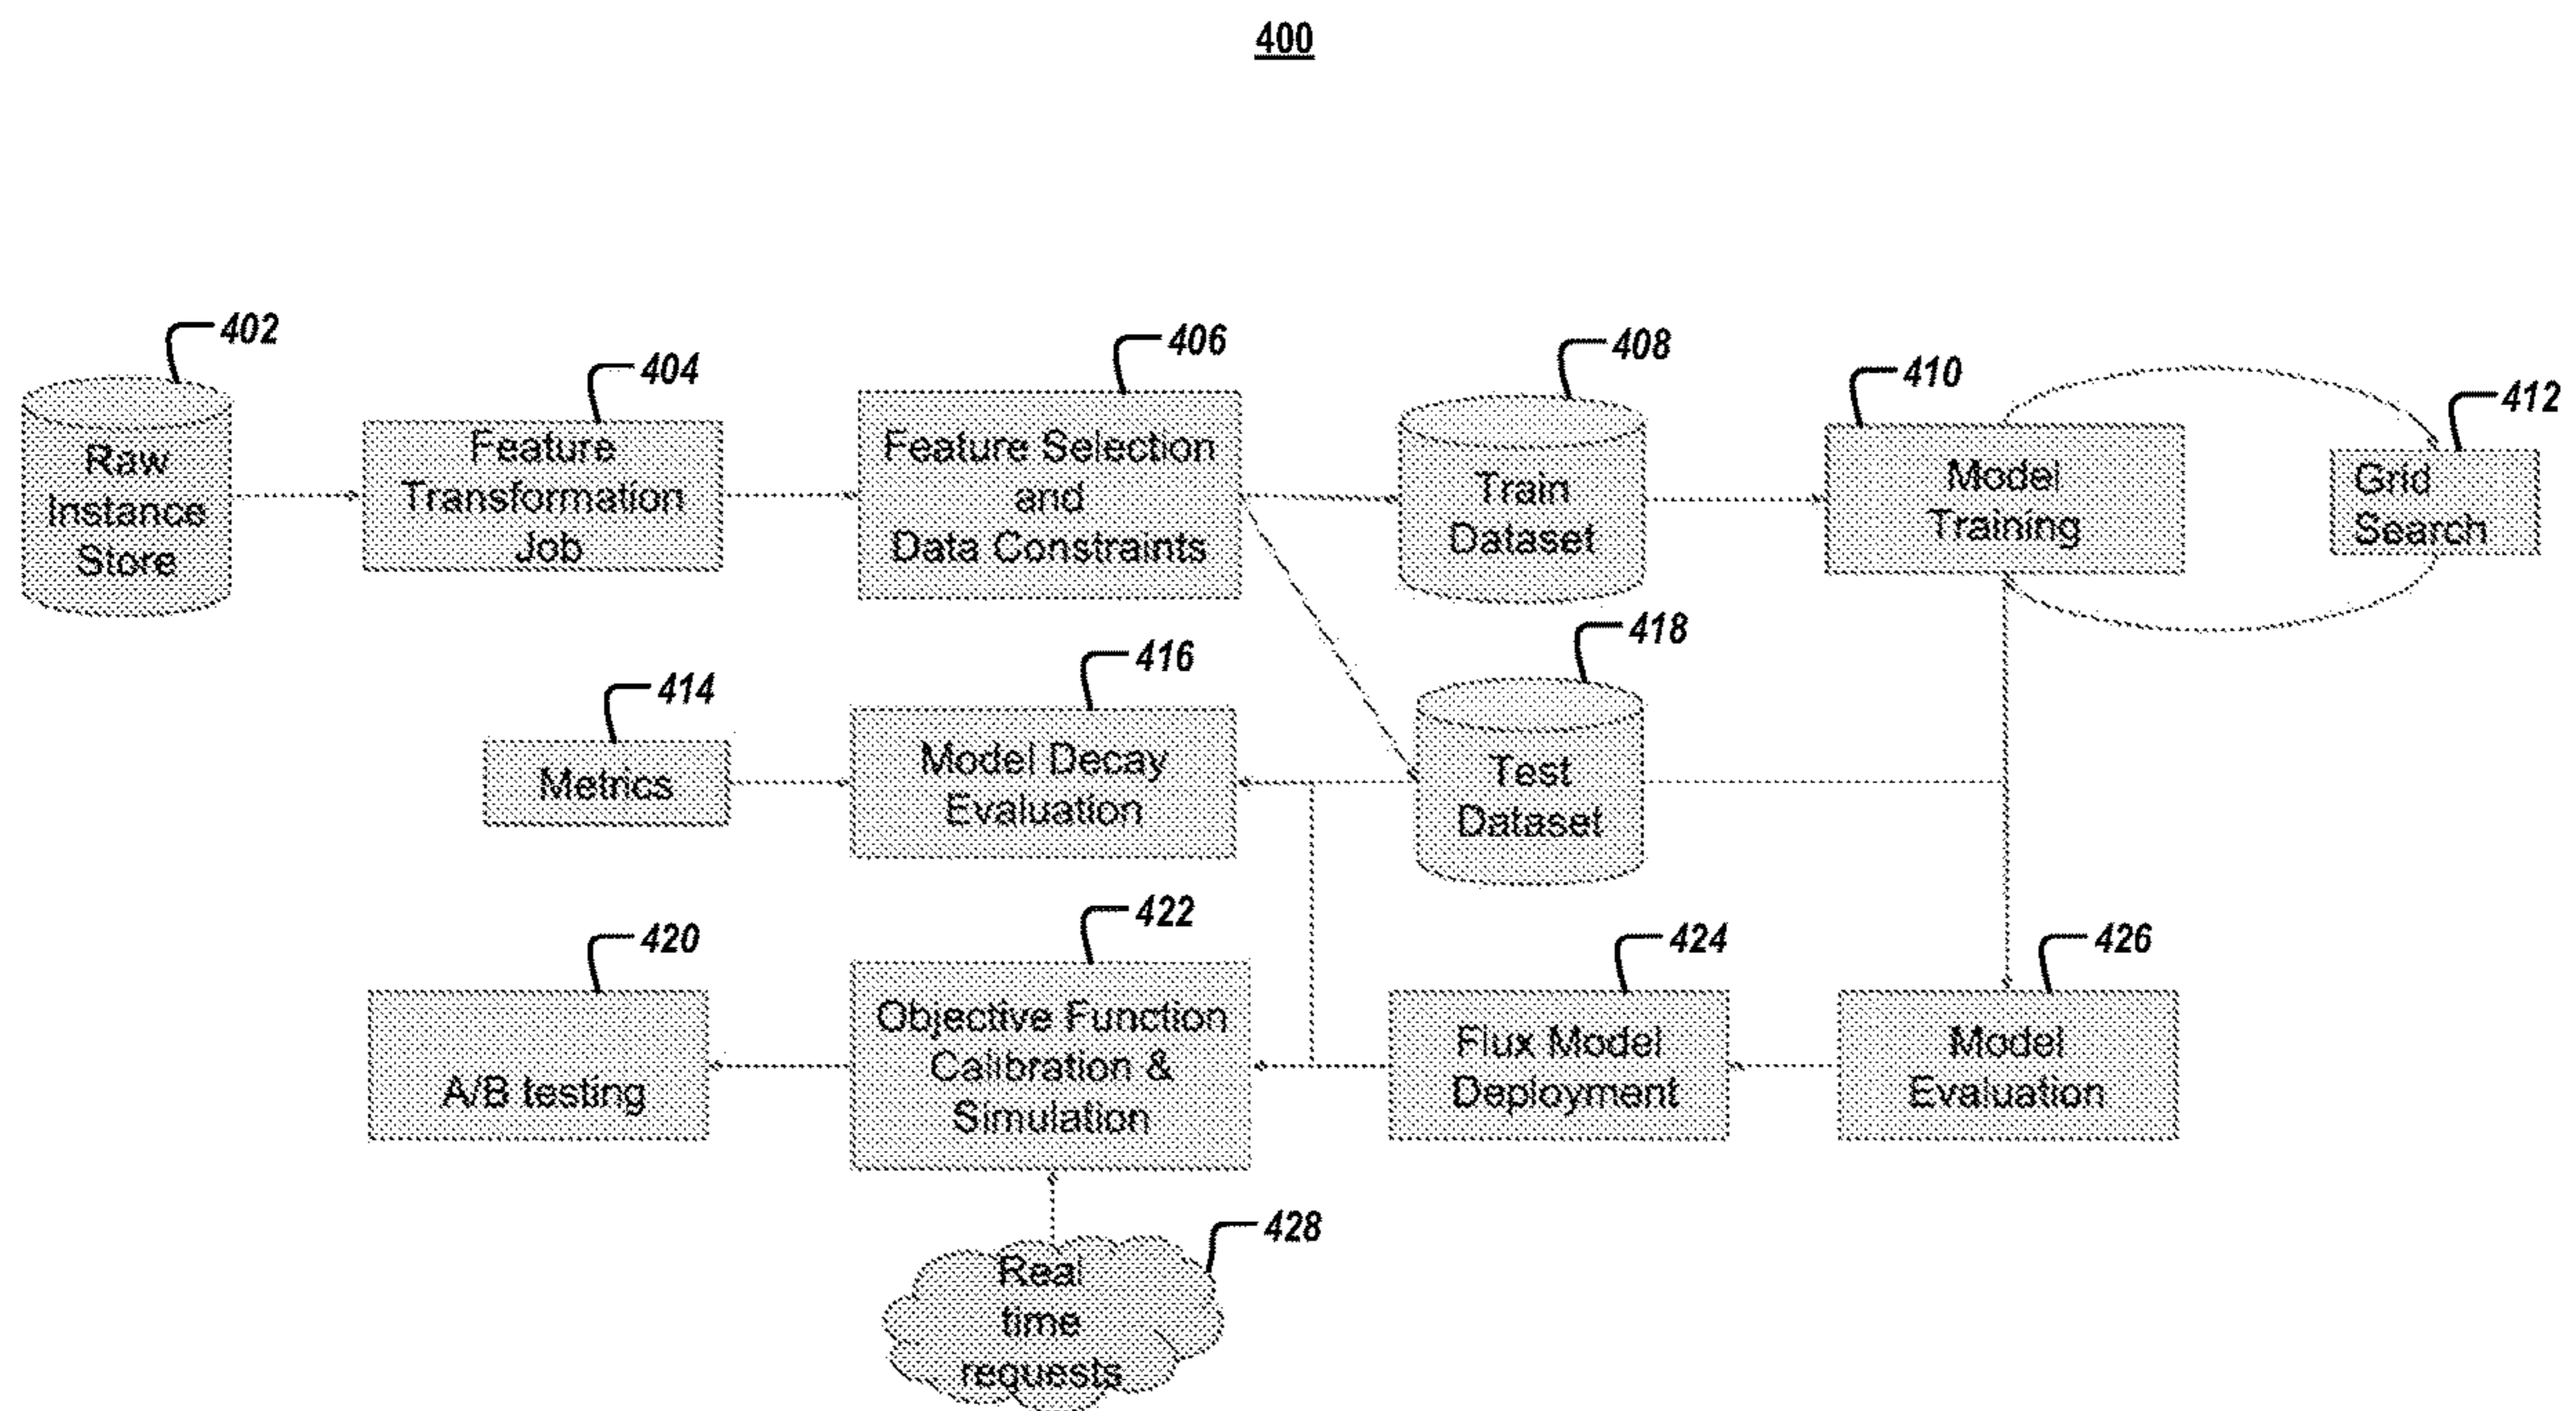 400
402
Raw
Instance
Store
404
Feature
Transformation
Job
406
Feature Selection
and
Data Constraints
408
Train
Dataset
410
Model
Training
412
Grid
Search
414
Metrics
416
Model Decay
Evaluation
418
Test
Dataset
420
A/B testing
422
Objective Function
Calibration &
Simulation
424
Flux Model
Deployment
426
Model
Evaluation
428
Real
time
requests